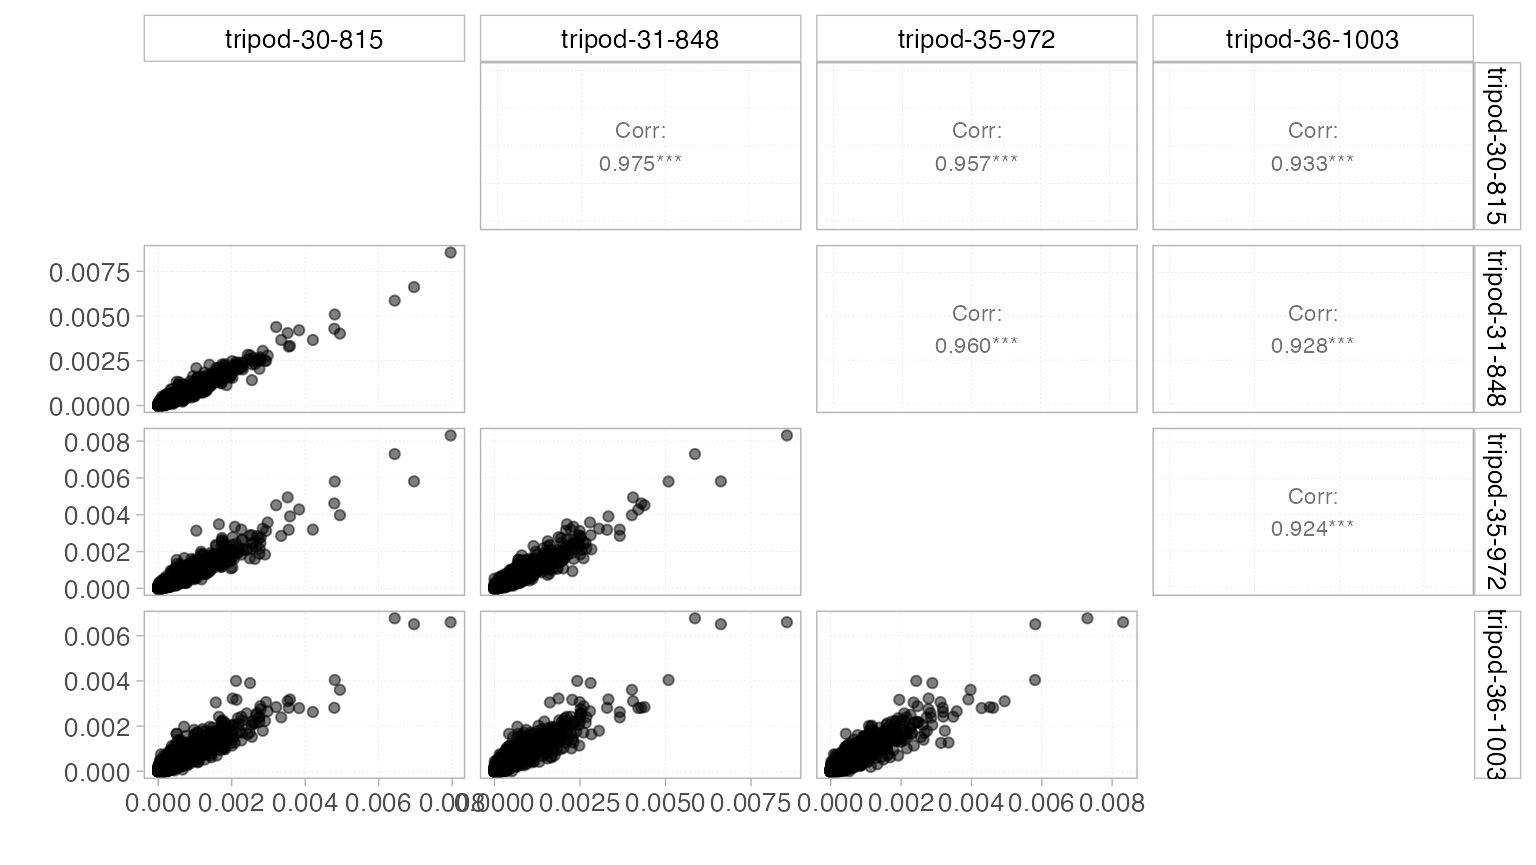 tripod-30-815 tripod-31-848 tripod-35-972 tripod-36-1003
Corr: Corr: Corr:
0.975*** 0.957*** 0.933***
tripod-30-815
0.0075
0.0050
0.0025
0.0000
Corr: Corr:
0.960*** 0.928***
tripod-31-848
0.008
0.006
0.004
0.002
0.000
Corr:
0.924***
tripod-35-972
0.006
0.004
0.002
0.000
tripod-36-1003
0.000 0.002 0.004 0.006 0.008 0.0000 0.0025 0.0050 0.0075 0.000 0.002 0.004 0.006 0.008